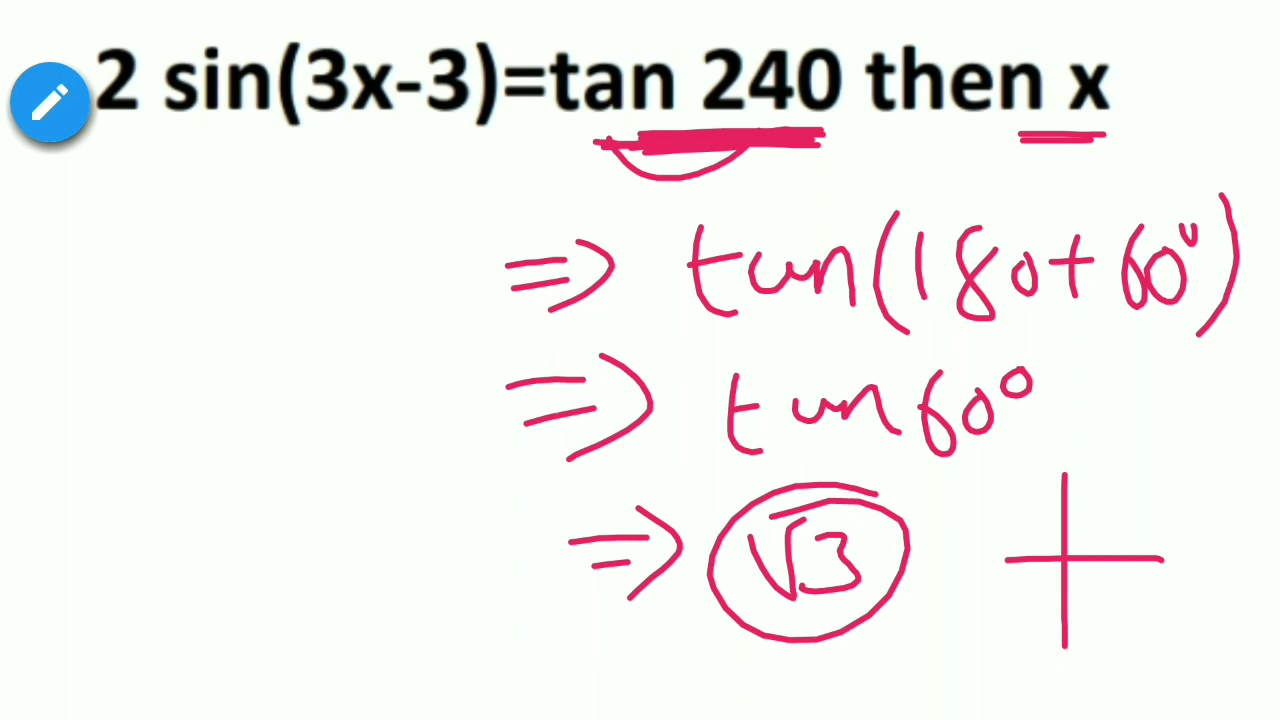 2 sin(3x-3)=tan 240 then x
⇒ tan(180+60°)
⇒ tan60°
⇒ √3